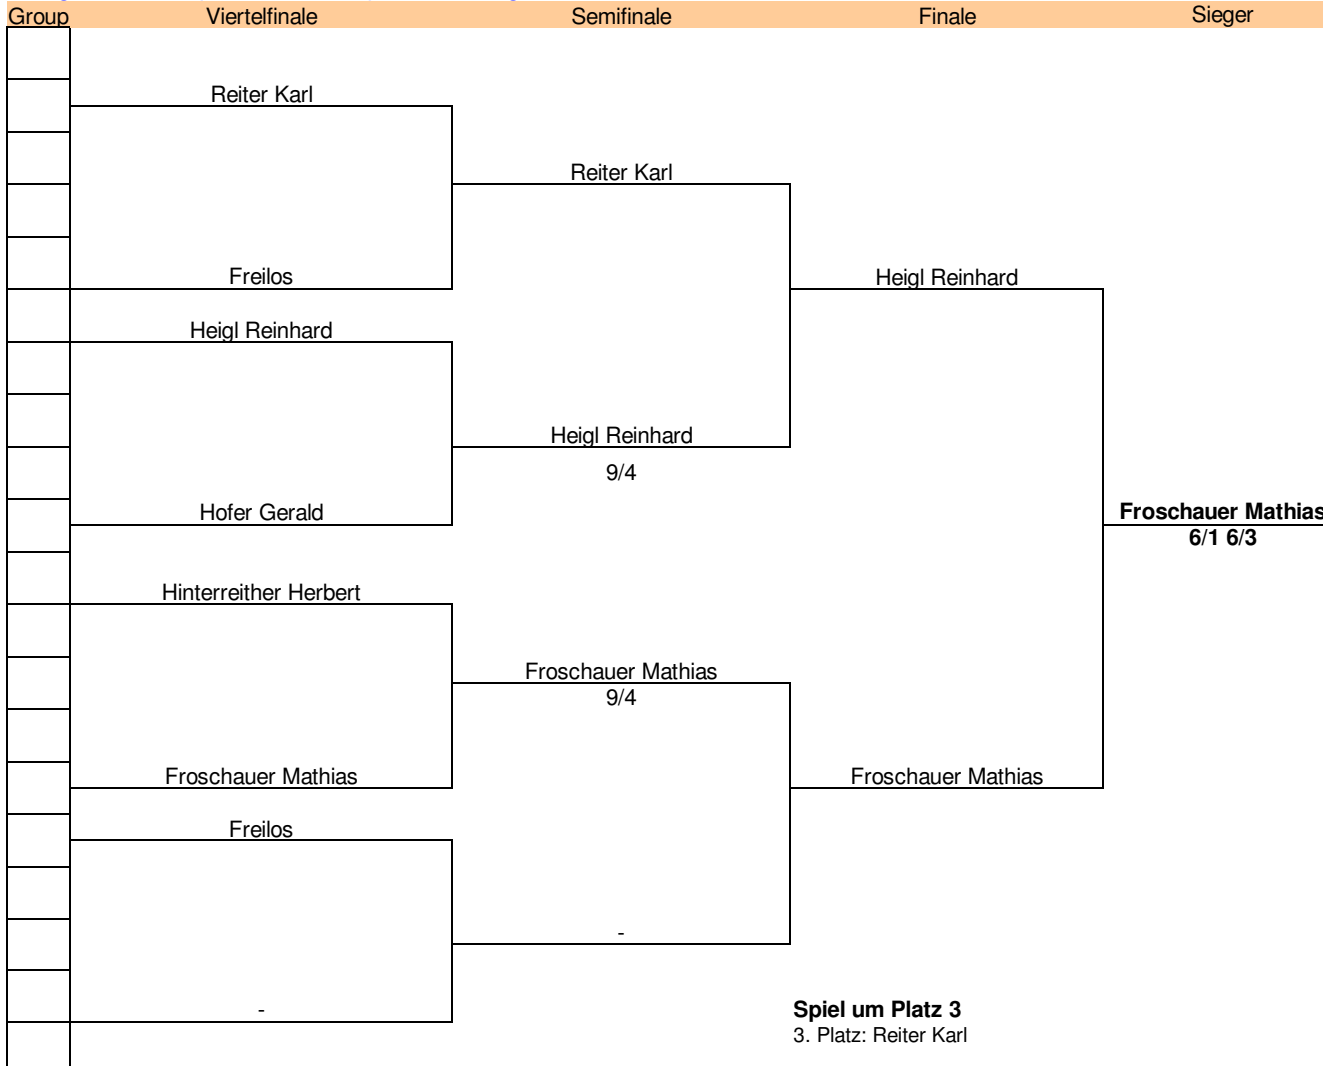 Group Viertelfinale Semifinale Finale Sieger
Reiter Karl
Reiter Karl
Freilos
Heigl Reinhard
Heigl Reinhard
Heigl Reinhard
9/4
Hofer Gerald
Froschauer Mathias
6/1 6/3
Hinterreither Herbert
Froschauer Mathias
9/4
Froschauer Mathias
Froschauer Mathias
Freilos
-
-
Spiel um Platz 3
3. Platz: Reiter Karl